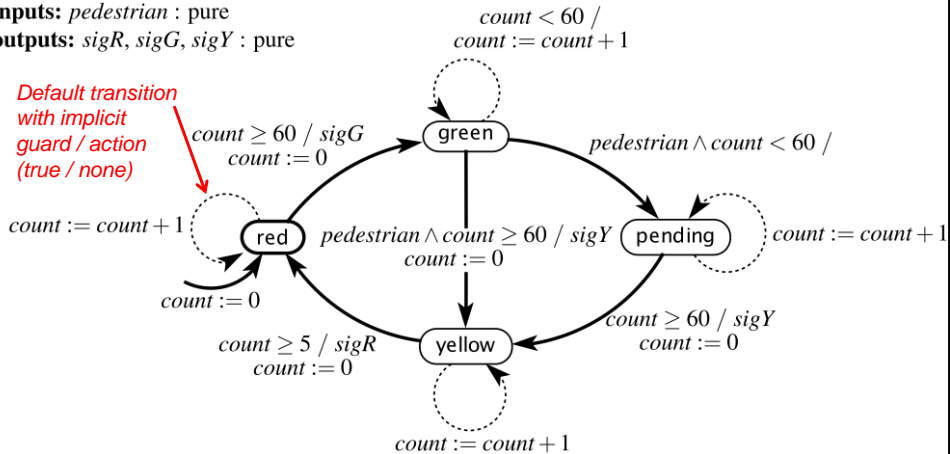 nputs: pedestrian : pure
outputs: sigR, sigG, sigY : pure
count < 60 /
count := count + 1
Default transition
with implicit
guard / action
(true / none)
count ≥ 60 / sigG
count := 0
green
pedestrian ∧ count < 60 /
count := count + 1
red
pedestrian ∧ count ≥ 60 / sigY
count := 0
pending
count := count + 1
count := 0
count ≥ 5 / sigR
count := 0
yellow
count ≥ 60 / sigY
count := 0
count := count + 1